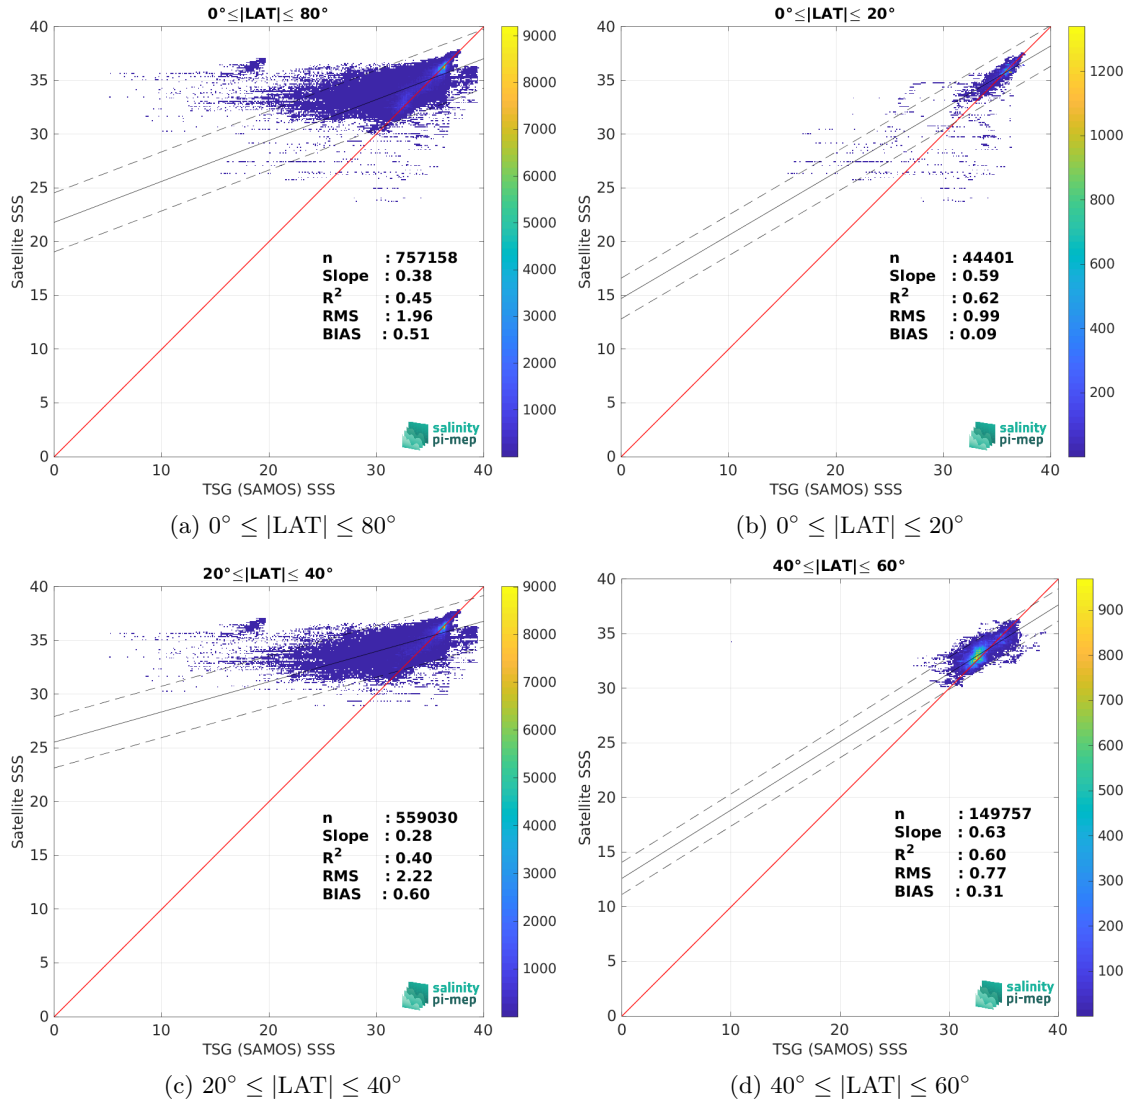 0°≤|LAT|≤ 80°
40
35
30
25
20
15
10
5
0
Satellite SSS
0
10
20
30
40
TSG (SAMOS) SSS
n : 757158
Slope : 0.38
R² : 0.45
RMS : 1.96
BIAS : 0.51
salinity
pi-mep
9000
8000
7000
6000
5000
4000
3000
2000
1000
(a) 0° ≤ |LAT| ≤ 80°
0°≤|LAT|≤ 20°
40
35
30
25
20
15
10
5
0
Satellite SSS
0
10
20
30
40
TSG (SAMOS) SSS
n : 44401
Slope : 0.59
R² : 0.62
RMS : 0.99
BIAS : 0.09
salinity
pi-mep
1200
1000
800
600
400
200
(b) 0° ≤ |LAT| ≤ 20°
20°≤|LAT|≤ 40°
40
35
30
25
20
15
10
5
0
Satellite SSS
0
10
20
30
40
TSG (SAMOS) SSS
n : 559030
Slope : 0.28
R² : 0.40
RMS : 2.22
BIAS : 0.60
salinity
pi-mep
9000
8000
7000
6000
5000
4000
3000
2000
1000
(c) 20° ≤ |LAT| ≤ 40°
40°≤|LAT|≤ 60°
40
35
30
25
20
15
10
5
0
Satellite SSS
0
10
20
30
40
TSG (SAMOS) SSS
n : 149757
Slope : 0.63
R² : 0.60
RMS : 0.77
BIAS : 0.31
salinity
pi-mep
900
800
700
600
500
400
300
200
100
(d) 40° ≤ |LAT| ≤ 60°